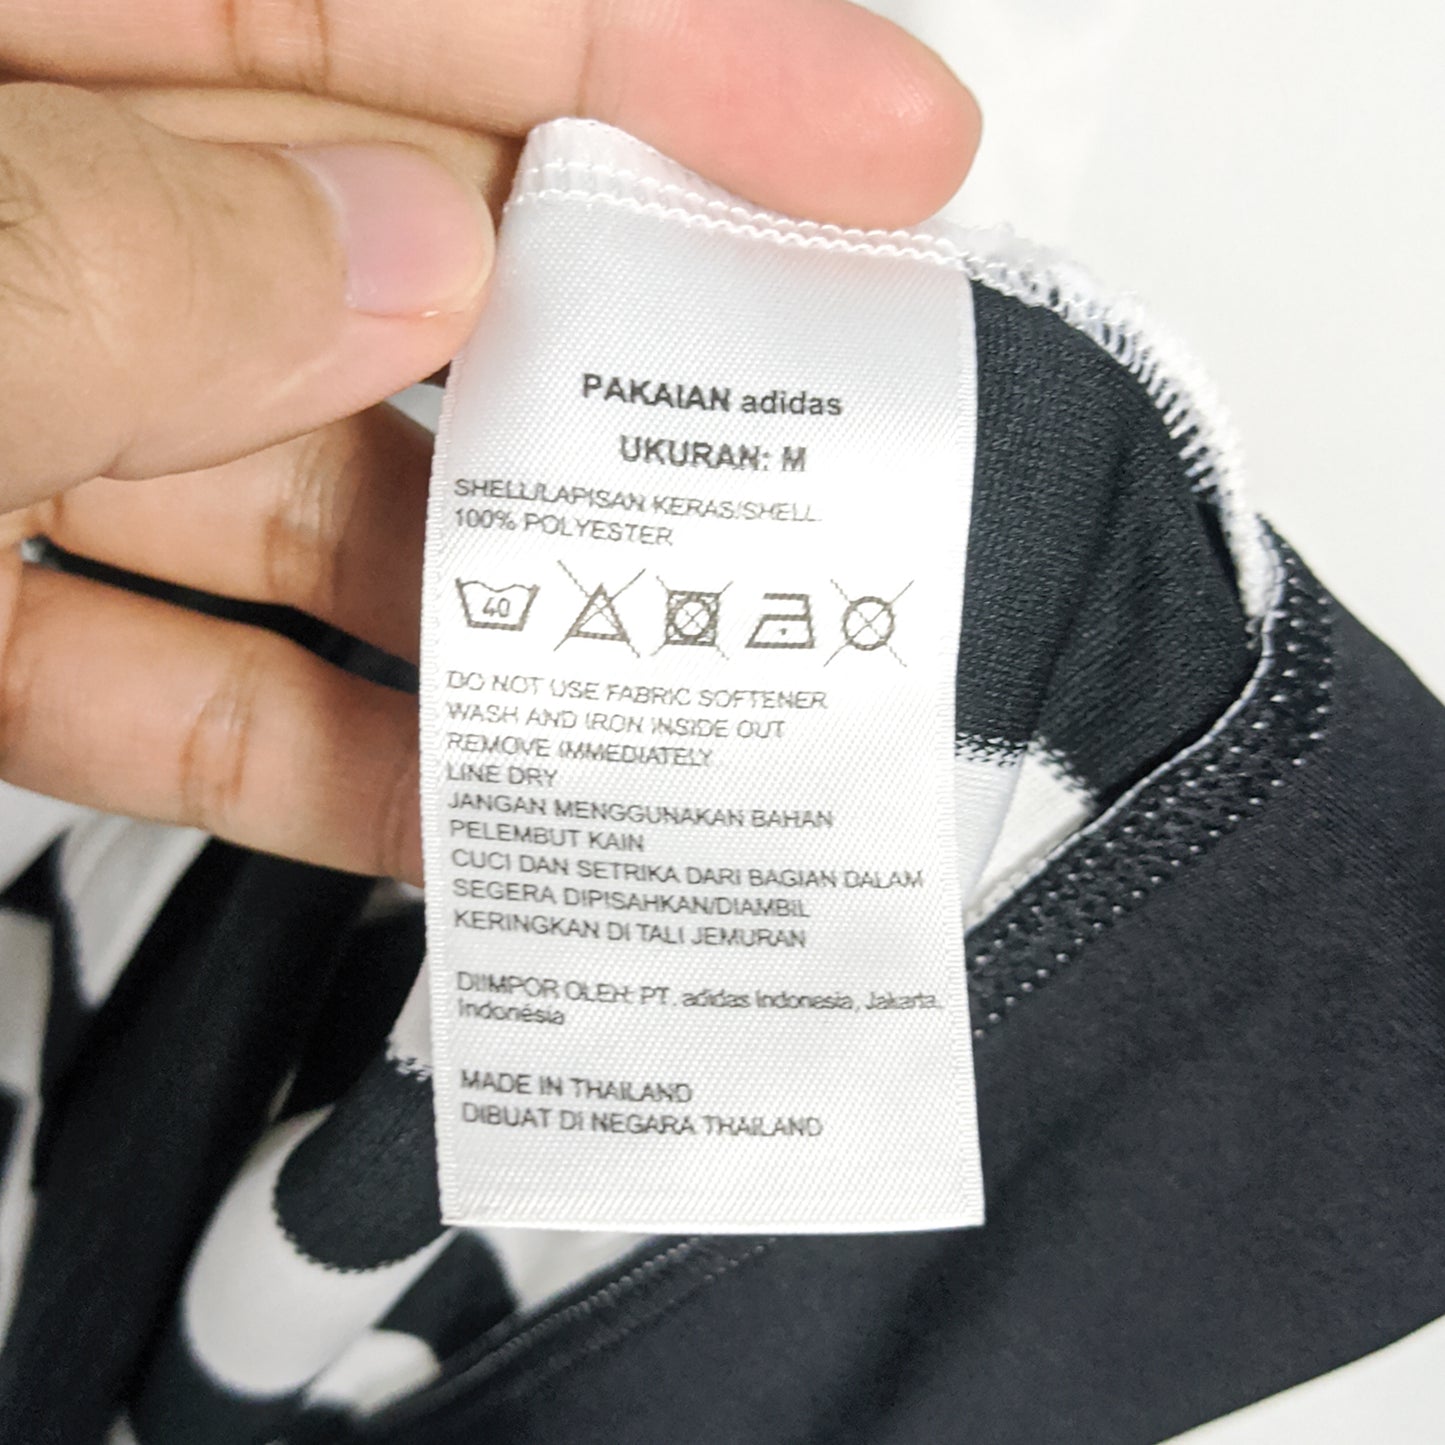 PAKAIAN adidas
UKURAN: M
SHELL/LAPISAN KERAS/SHELL
100% POLYESTER
40
DO NOT USE FABRIC SOFTENER
WASH AND IRON INSIDE OUT
REMOVE IMMEDIATELY
LINE DRY
JANGAN MENGGUNAKAN BAHAN
PELEMBUT KAIN
CUCI DAN SETRIKA DARI BAGIAN DALAM
SEGERA DIPISAHKAN/DIAMBIL
KERINGKAN DI TALI JEMURAN
DIIMPOR OLEH: PT. adidas Indonesia, Jakarta,
Indonésia
MADE IN THAILAND
DIBUAT DI NEGARA THAILAND